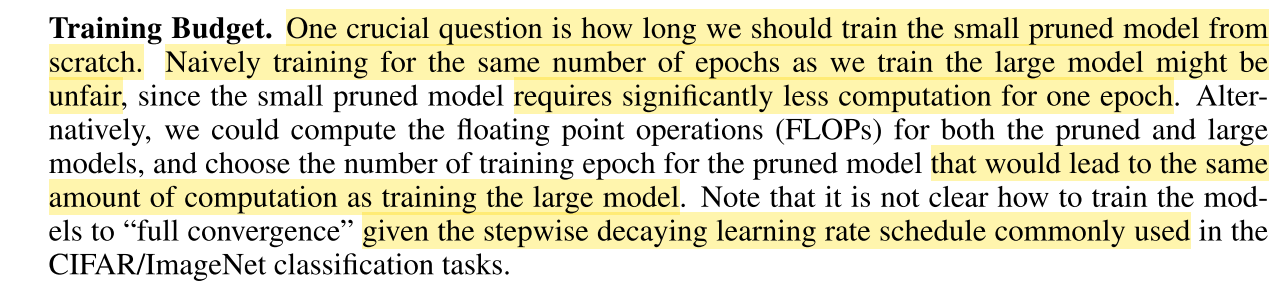 Training Budget. One crucial question is how long we should train the small pruned model from
scratch. Naively training for the same number of epochs as we train the large model might be
unfair, since the small pruned model requires significantly less computation for one epoch. Alter-
natively, we could compute the floating point operations (FLOPs) for both the pruned and large
models, and choose the number of training epoch for the pruned model that would lead to the same
amount of computation as training the large model. Note that it is not clear how to train the mod-
els to “full convergence” given the stepwise decaying learning rate schedule commonly used in the
CIFAR/ImageNet classification tasks.